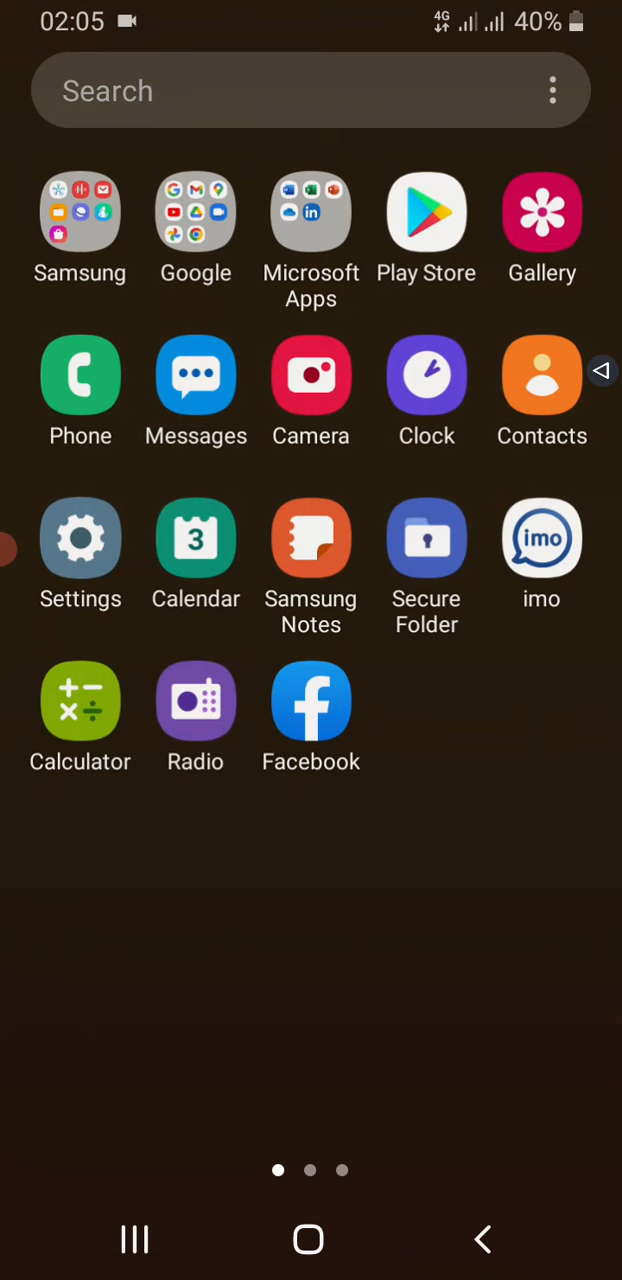 02:05 4G 40%
Search
Samsung Google Microsoft Apps Play Store Gallery
Phone Messages Camera Clock Contacts
3 imo
Settings Calendar Samsung Notes Secure Folder imo
Calculator Radio Facebook